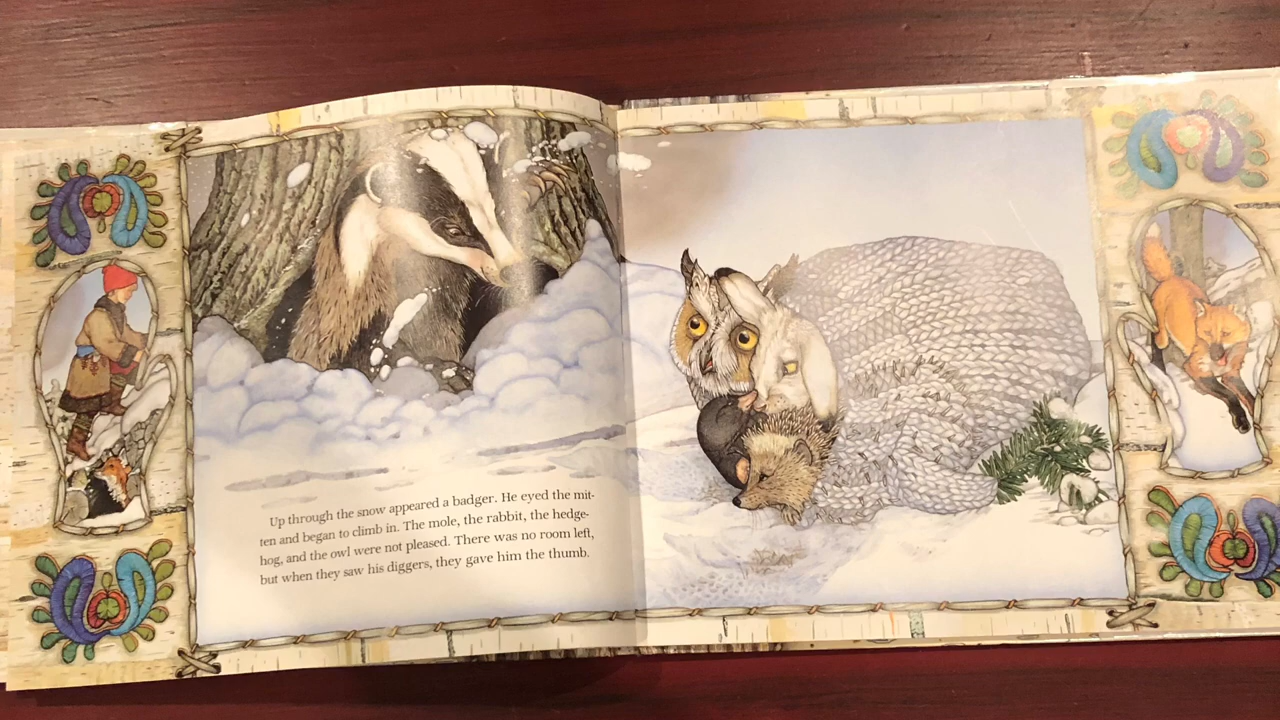 Up through the snow appeared a badger. He eyed the mit-
ten and began to climb in. The mole, the rabbit, the hedge-
hog, and the owl were not pleased. There was no room left,
but when they saw his diggers, they gave him the thumb.